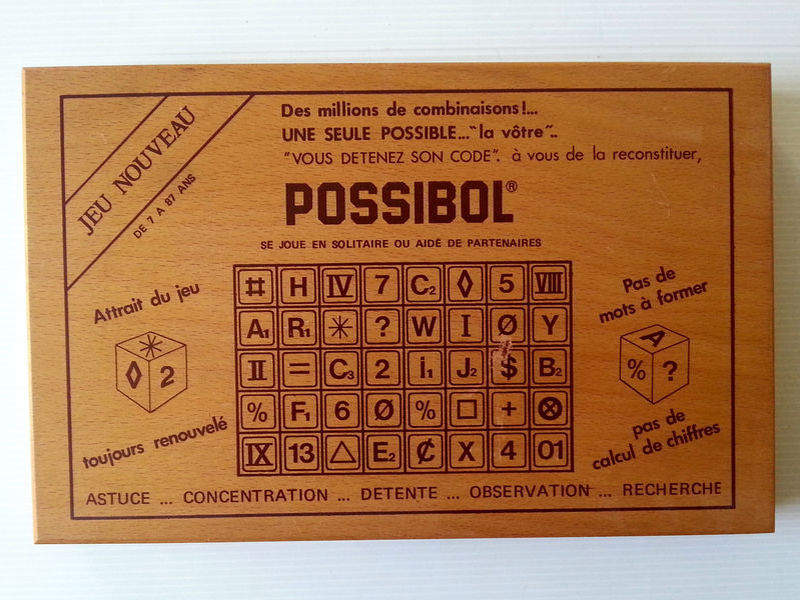 JEU NOUVEAU
DE 7 A 87 ANS
Des millions de combinaisons!...
UNE SEULE POSSIBLE..."la vôtre"..
"VOUS DETENEZ SON CODE". à vous de la reconstituer,
POSSIBOL®
SE JOUE EN SOLITAIRE OU AIDÉ DE PARTENAIRES
Attrait du jeu
✳ ◊ 2
toujours renouvelé
# H IV 7 C₂ ◊ 5 VIII
A₁ R₁ ✳ ? W I Ø Y
II = C₃ 2 i₁ J₂ $ B₂
% F₁ 6 Ø % □ + ⊗
IX 13 △ E₂ ₵ X 4 01
Pas de
mots à former
A % ?
pas de
calcul de chiffres
ASTUCE ... CONCENTRATION ... DETENTE ... OBSERVATION ... RECHERCHE